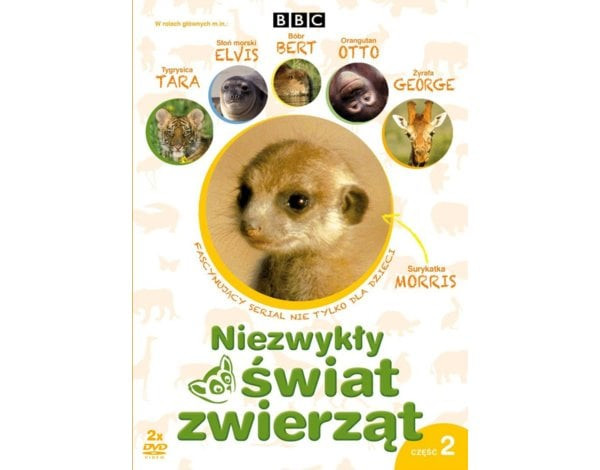 BBC
W rolach głównych m.in.:
Tygrysica
TARA
Słoń morski
ELVIS
Bóbr
BERT
Orangutan
OTTO
Żyrafa
GEORGE
Surykatka
MORRIS
FASCYNUJĄCY SERIAL NIE TYLKO DLA DZIECI
Niezwykły
świat
zwierząt
2x
DVD
VIDEO
CZĘŚĆ 2